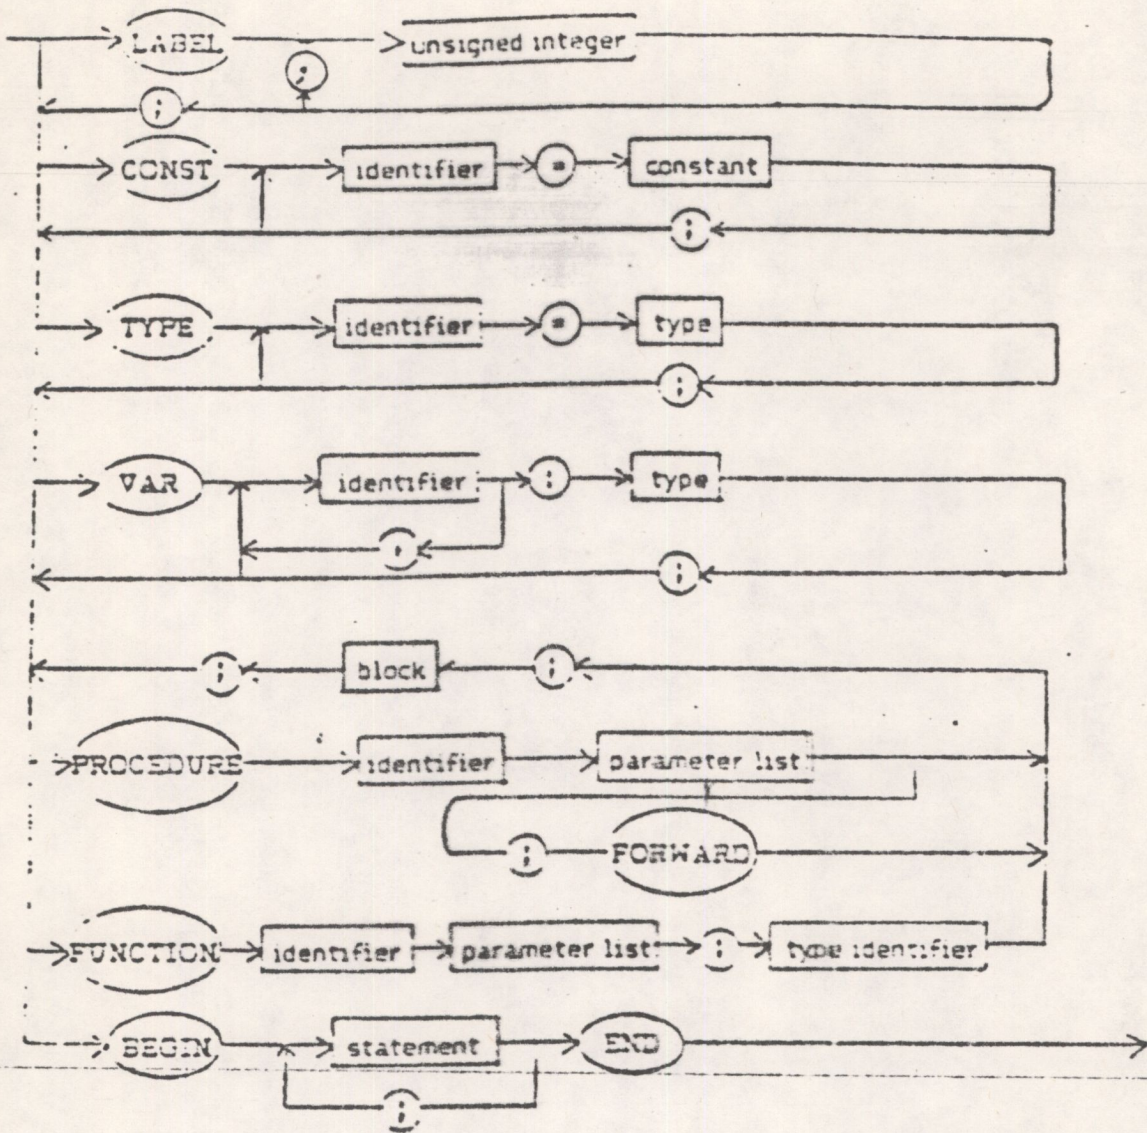 LABEL unsigned integer
,
;
CONST identifier = constant
;
TYPE identifier = type
;
VAR identifier : type
,
;
; block ;
PROCEDURE identifier parameter list
; FORWARD
FUNCTION identifier parameter list : type identifier
BEGIN statement END
;